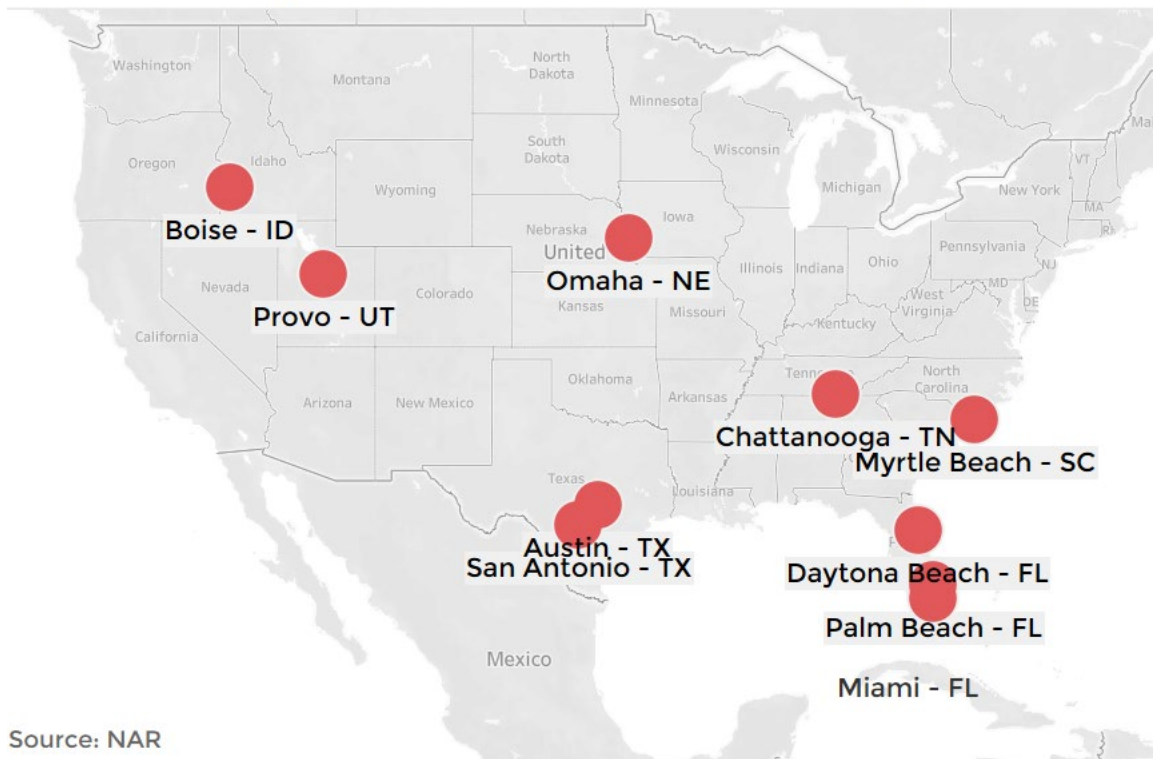 Washington
Montana
North
Dakota
Minnesota
Oregon
Idaho
South
Dakota
Wisconsin
Michigan
VT
New York
MA
Wyoming
Boise - ID
Iowa
Nebraska
United
Pennsylvania
NJ
Omaha - NE
Illinois
Indiana
Ohio
MD
DE
Nevada
Provo - UT
Colorado
Kansas
Missouri
West
Virginia
Kentucky
California
Oklahoma
North
Carolina
Arizona
New Mexico
Arkansas
Chattanooga - TN
Myrtle Beach - SC
Texas
Louisiana
Austin - TX
San Antonio - TX
Daytona Beach - FL
Palm Beach - FL
Mexico
Miami - FL
Source: NAR